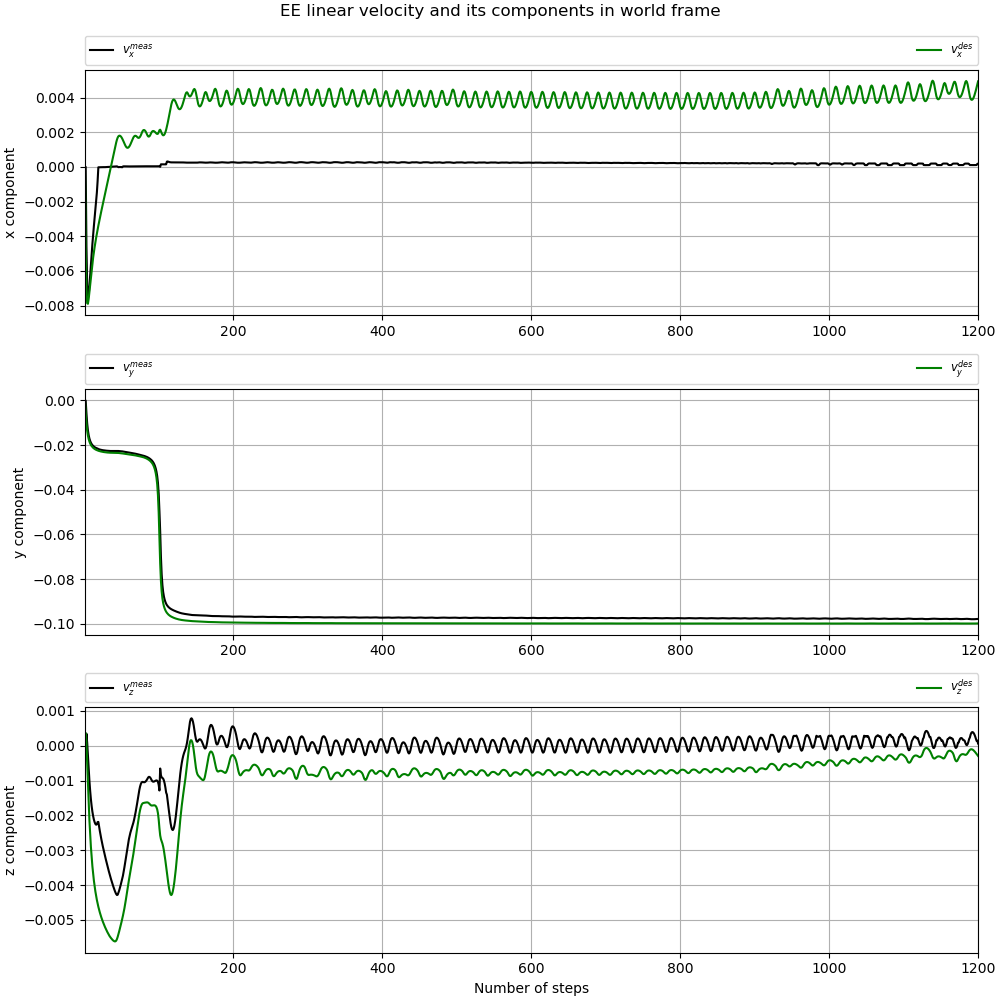 EE linear velocity and its components in world frame
v_x^{meas} v_x^{des}
0.004
0.002
0.000
−0.002
−0.004
−0.006
−0.008
x component
200 400 600 800 1000 1200
v_y^{meas} v_y^{des}
0.00
−0.02
−0.04
−0.06
−0.08
−0.10
y component
200 400 600 800 1000 1200
v_z^{meas} v_z^{des}
0.001
0.000
−0.001
−0.002
−0.003
−0.004
−0.005
z component
200 400 600 800 1000 1200
Number of steps